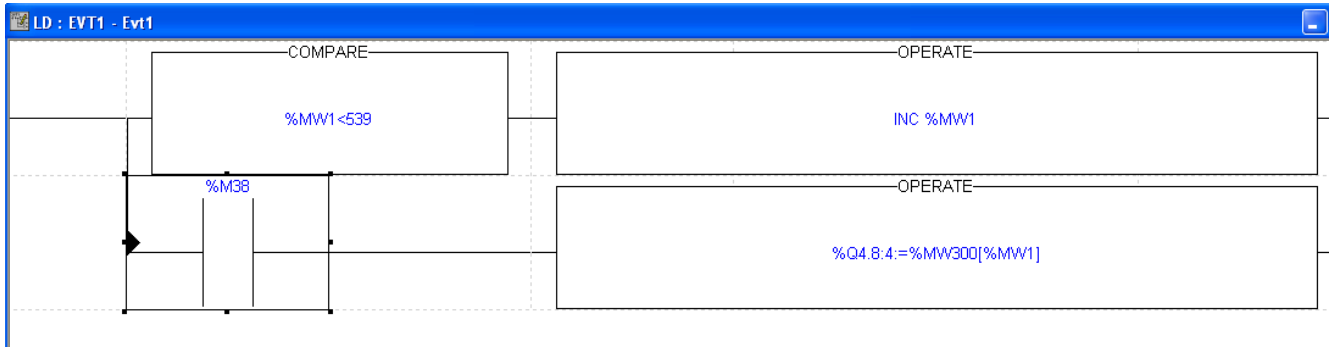 LD : EVT1 - Evt1
COMPARE
OPERATE
%MW1<539
INC %MW1
%M38
OPERATE
%Q4.8:4:=%MW300[%MW1]